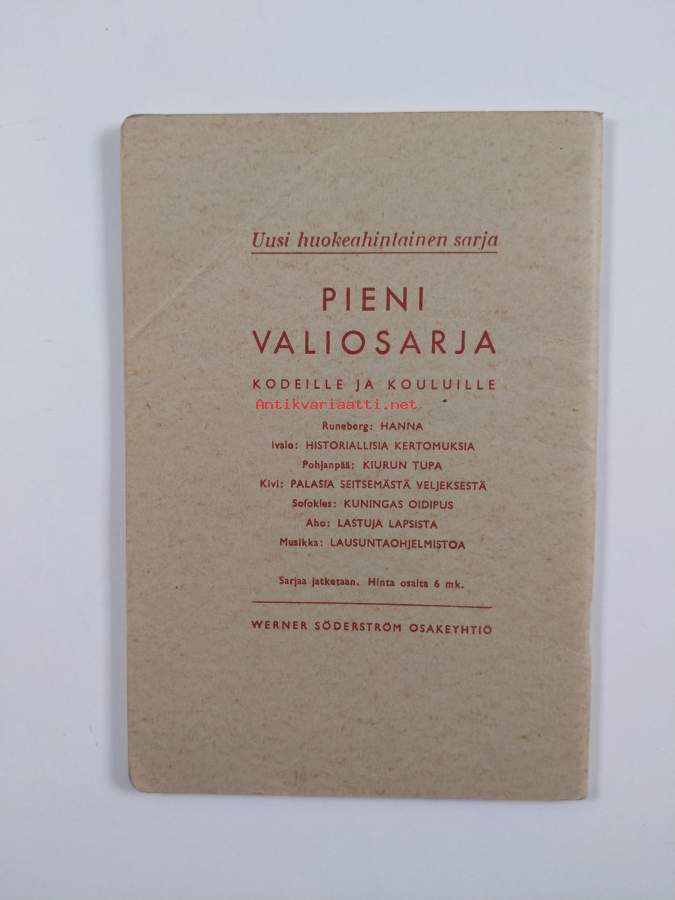 Uusi huokeahintainen sarja
PIENI
VALIOSARJA
KODEILLE JA KOULUILLE
Antikvariaatti.net
Runeberg: HANNA
Ivalo: HISTORIALLISIA KERTOMUKSIA
Pohjanpää: KIURUN TUPA
Kivi: PALASIA SEITSEMÄSTÄ VELJEKSESTÄ
Sofokles: KUNINGAS OIDIPUS
Aho: LASTUJA LAPSISTA
Musikka: LAUSUNTAOHJELMISTOA
Sarjaa jatketaan. Hinta osalta 6 mk.
WERNER SÖDERSTRÖM OSAKEYHTIÖ